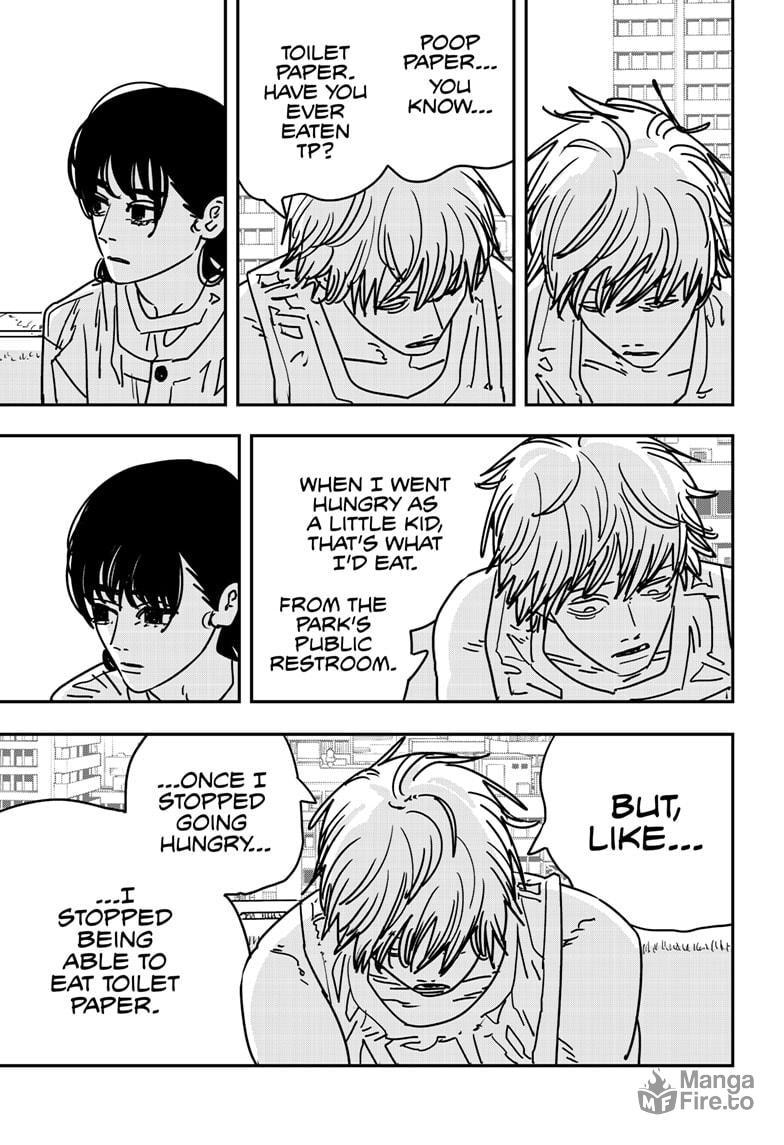 POOP
PAPER...
YOU
KNOW...
TOILET
PAPER.
HAVE YOU
EVER
EATEN
TP?
WHEN I WENT
HUNGRY AS
A LITTLE KID,
THAT'S WHAT
I'D EAT.
FROM THE
PARK'S
PUBLIC
RESTROOM.
BUT,
LIKE...
...ONCE I
STOPPED
GOING
HUNGRY...
...I
STOPPED
BEING
ABLE TO
EAT TOILET
PAPER.
MF
Manga
Fire.to